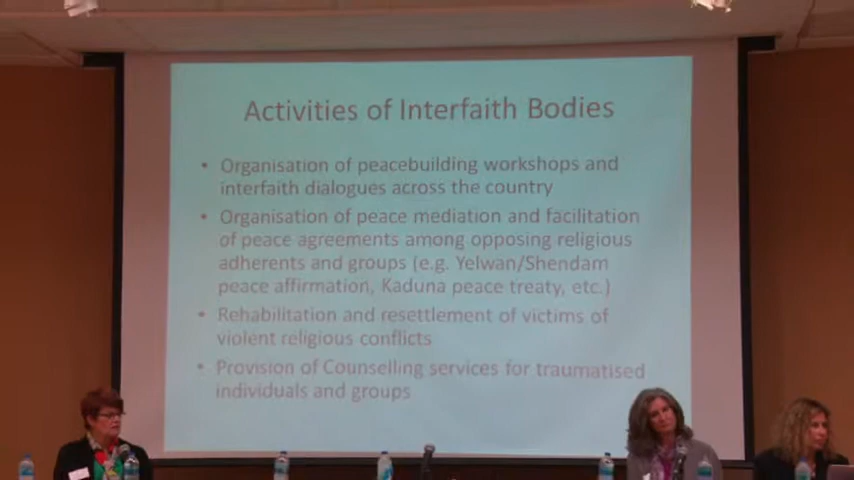 Activities of Interfaith Bodies
• Organisation of peacebuilding workshops and
interfaith dialogues across the country
• Organisation of peace mediation and facilitation
of peace agreements among opposing religious
adherents and groups (e.g. Yelwan/Shendam
peace affirmation, Kaduna peace treaty, etc.)
• Rehabilitation and resettlement of victims of
violent religious conflicts
• Provision of Counselling services for traumatised
individuals and groups